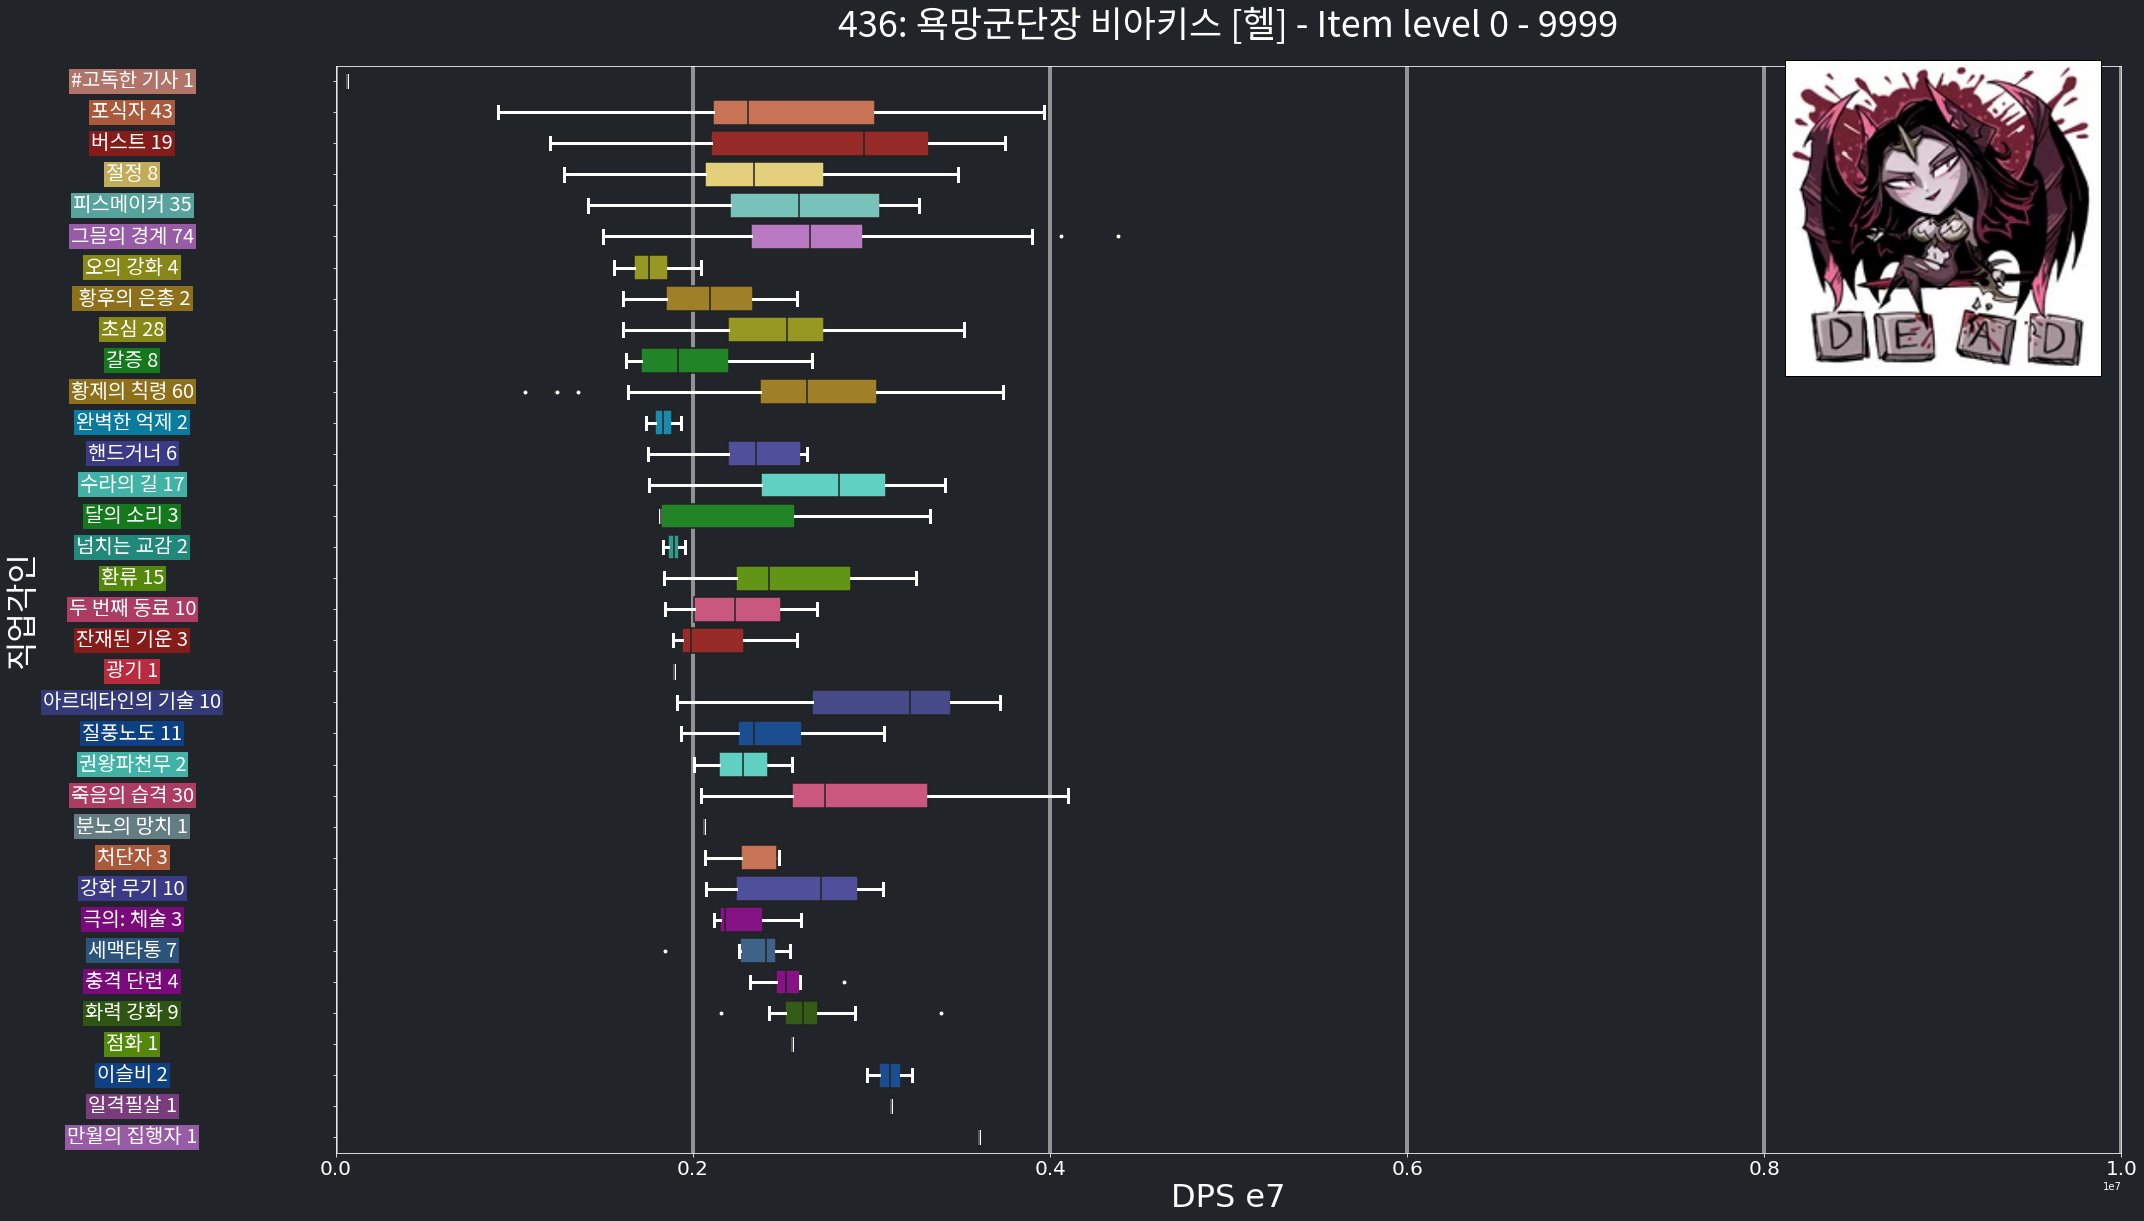 436: 욕망군단장 비아키스 [헬] - Item level 0 - 9999
직업각인
#고독한 기사 1
포식자 43
버스트 19
절정 8
피스메이커 35
그믐의 경계 74
오의 강화 4
황후의 은총 2
초심 28
갈증 8
황제의 칙령 60
완벽한 억제 2
핸드거너 6
수라의 길 17
달의 소리 3
넘치는 교감 2
환류 15
두 번째 동료 10
잔재된 기운 3
광기 1
아르데타인의 기술 10
질풍노도 11
권왕파천무 2
죽음의 습격 30
분노의 망치 1
처단자 3
강화 무기 10
극의: 체술 3
세맥타통 7
충격 단련 4
화력 강화 9
점화 1
이슬비 2
일격필살 1
만월의 집행자 1
DEAD
0.0 0.2 0.4 0.6 0.8 1.0
1e7
DPS e7